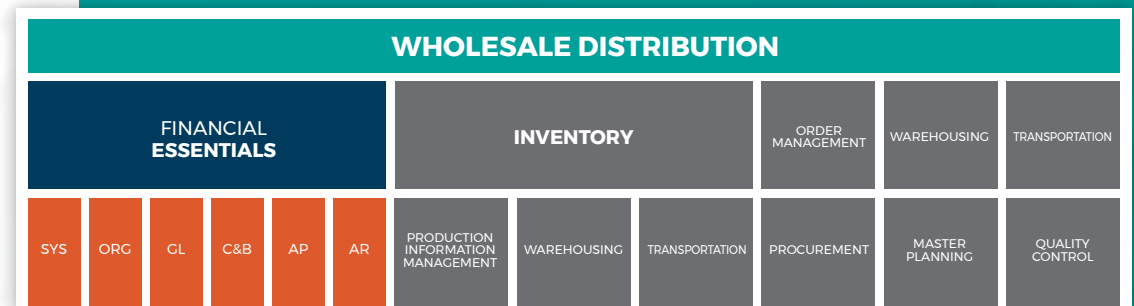 WHOLESALE DISTRIBUTION
FINANCIAL
ESSENTIALS
INVENTORY
ORDER
MANAGEMENT
WAREHOUSING
TRANSPORTATION
SYS
ORG
GL
C&B
AP
AR
PRODUCTION
INFORMATION
MANAGEMENT
WAREHOUSING
TRANSPORTATION
PROCUREMENT
MASTER
PLANNING
QUALITY
CONTROL